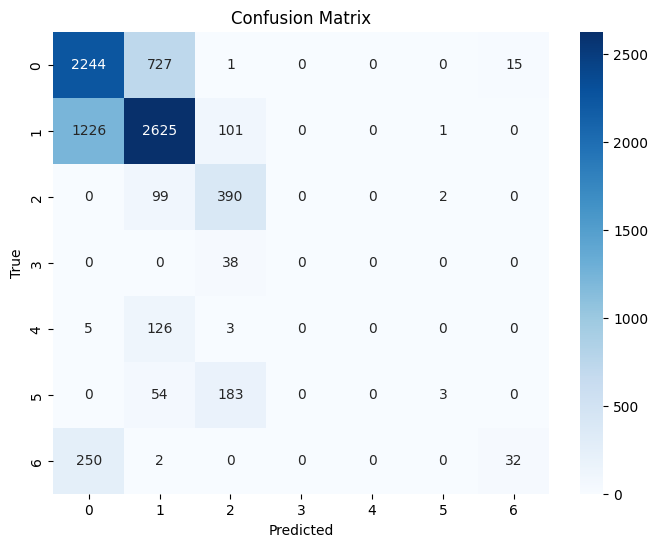 Confusion Matrix
0 2244 727 1 0 0 0 15
1 1226 2625 101 0 0 1 0
2 0 99 390 0 0 2 0
3 0 0 38 0 0 0 0
4 5 126 3 0 0 0 0
5 0 54 183 0 0 3 0
6 250 2 0 0 0 0 32
0 1 2 3 4 5 6
Predicted
True
2500
2000
1500
1000
500
0